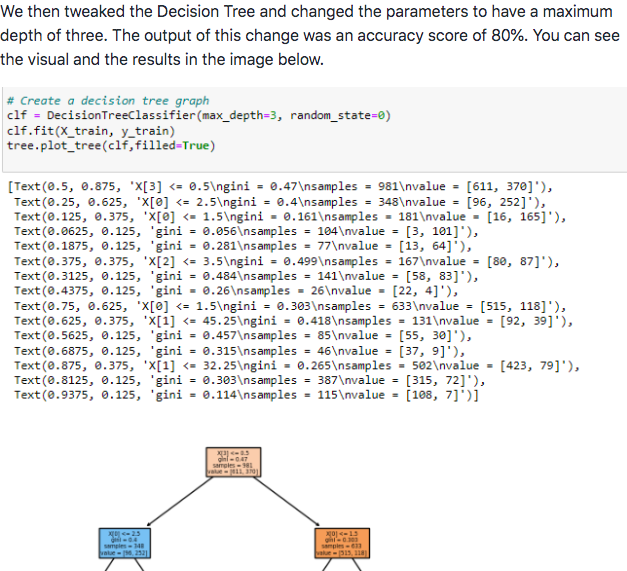 We then tweaked the Decision Tree and changed the parameters to have a maximum
depth of three. The output of this change was an accuracy score of 80%. You can see
the visual and the results in the image below.
# Create a decision tree graph
clf = DecisionTreeClassifier(max_depth=3, random_state=0)
clf.fit(X_train, y_train)
tree.plot_tree(clf,filled=True)
[Text(0.5, 0.875, 'X[3] <= 0.5\ngini = 0.47\nsamples = 981\nvalue = [611, 370]'),
Text(0.25, 0.625, 'X[0] <= 2.5\ngini = 0.4\nsamples = 348\nvalue = [96, 252]'),
Text(0.125, 0.375, 'X[0] <= 1.5\ngini = 0.161\nsamples = 181\nvalue = [16, 165]'),
Text(0.0625, 0.125, 'gini = 0.056\nsamples = 104\nvalue = [3, 101]'),
Text(0.1875, 0.125, 'gini = 0.281\nsamples = 77\nvalue = [13, 64]'),
Text(0.375, 0.375, 'X[2] <= 3.5\ngini = 0.499\nsamples = 167\nvalue = [80, 87]'),
Text(0.3125, 0.125, 'gini = 0.484\nsamples = 141\nvalue = [58, 83]'),
Text(0.4375, 0.125, 'gini = 0.26\nsamples = 26\nvalue = [22, 4]'),
Text(0.75, 0.625, 'X[0] <= 1.5\ngini = 0.303\nsamples = 633\nvalue = [515, 118]'),
Text(0.625, 0.375, 'X[1] <= 45.25\ngini = 0.418\nsamples = 131\nvalue = [92, 39]'),
Text(0.5625, 0.125, 'gini = 0.457\nsamples = 85\nvalue = [55, 30]'),
Text(0.6875, 0.125, 'gini = 0.315\nsamples = 46\nvalue = [37, 9]'),
Text(0.875, 0.375, 'X[1] <= 32.25\ngini = 0.265\nsamples = 502\nvalue = [423, 79]'),
Text(0.8125, 0.125, 'gini = 0.303\nsamples = 387\nvalue = [315, 72]'),
Text(0.9375, 0.125, 'gini = 0.114\nsamples = 115\nvalue = [108, 7]')]
X[3] <= 0.5
gini = 0.47
samples = 981
value = [611, 370]
X[0] <= 2.5
gini = 0.4
samples = 348
value = [96, 252]
X[0] <= 1.5
gini = 0.303
samples = 633
value = [515, 118]